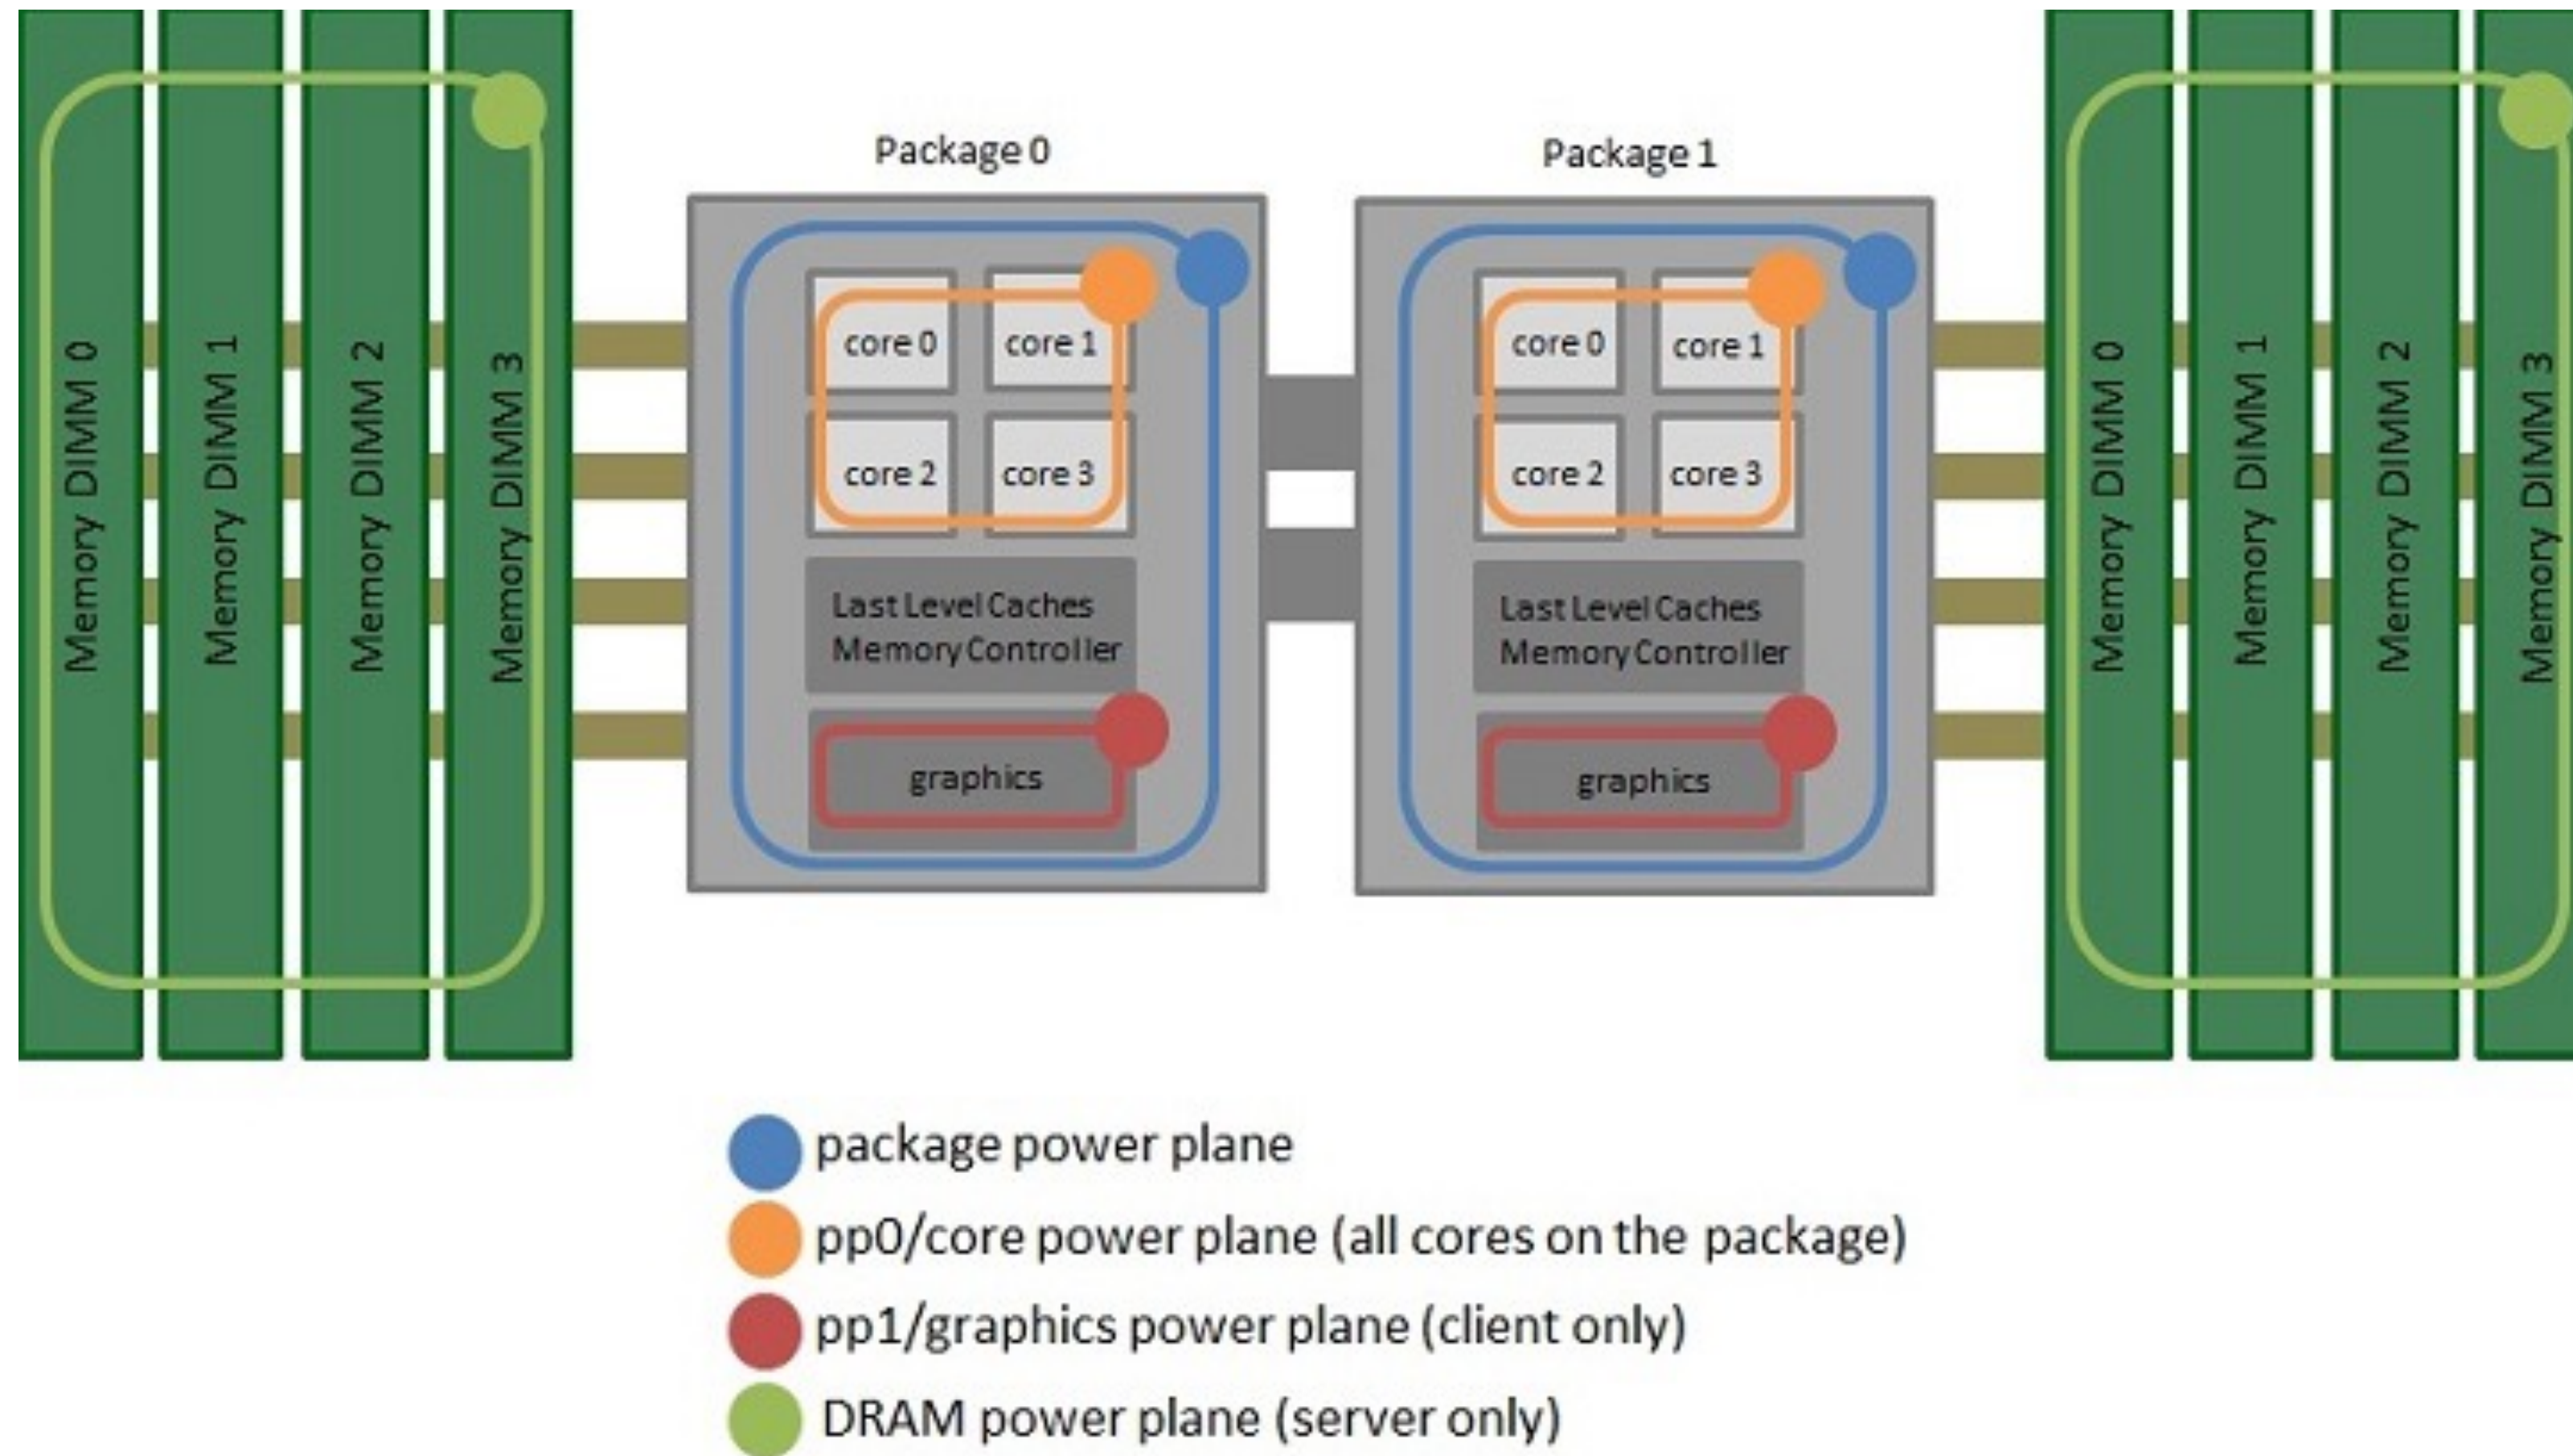 Memory DIMM 0
Memory DIMM 1
Memory DIMM 2
Memory DIMM 3
Package 0
core 0
core 1
core 2
core 3
Last Level Caches
Memory Controller
graphics
Package 1
core 0
core 1
core 2
core 3
Last Level Caches
Memory Controller
graphics
Memory DIMM 0
Memory DIMM 1
Memory DIMM 2
Memory DIMM 3
package power plane
pp0/core power plane (all cores on the package)
pp1/graphics power plane (client only)
DRAM power plane (server only)